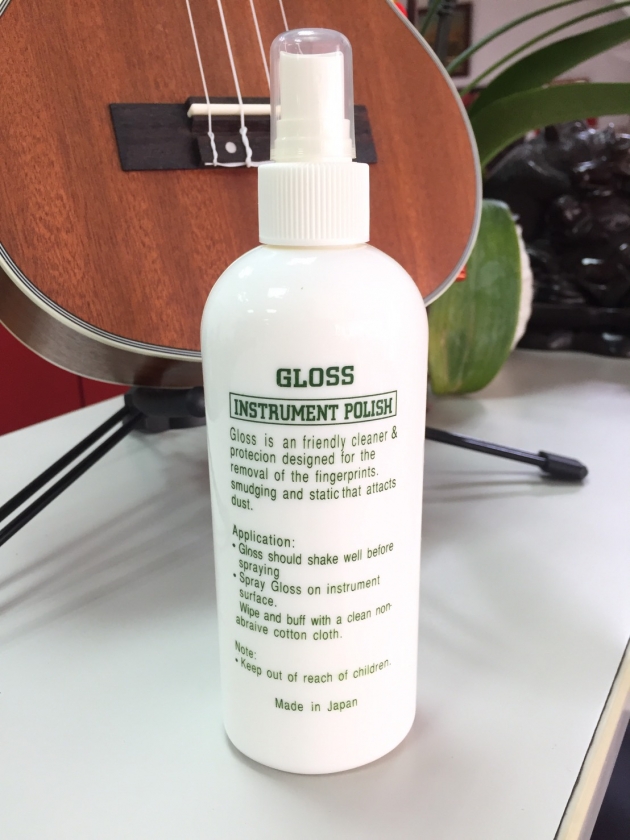 GLOSS
INSTRUMENT POLISH
Gloss is an friendly cleaner &
protecion designed for the
removal of the fingerprints.
smudging and static that attacts
dust.
Application:
• Gloss should shake well before
spraying
• Spray Gloss on instrument
surface.
Wipe and buff with a clean non-
abraive cotton cloth.
Note:
• Keep out of reach of children.
Made in Japan